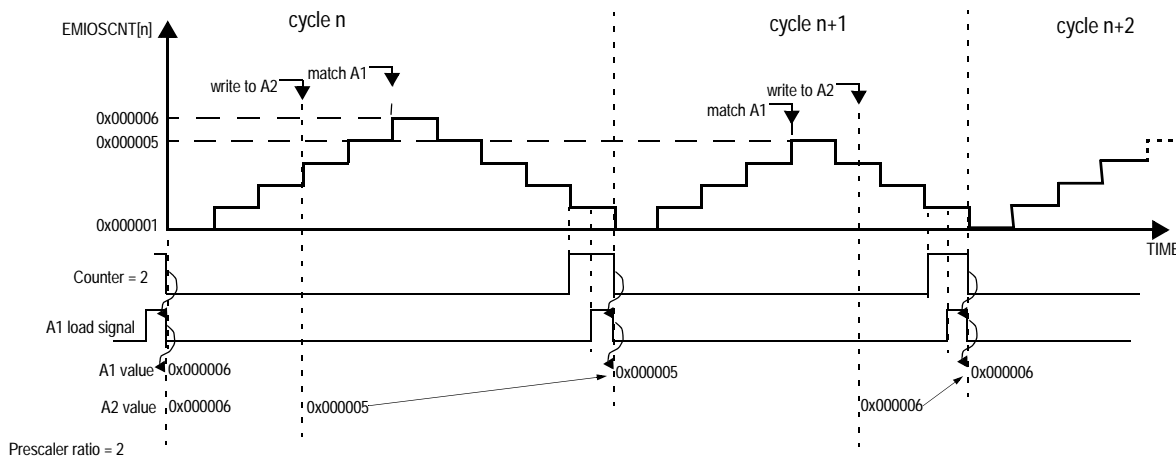 cycle n
cycle n+1
cycle n+2
EMIOSCNT[n]
write to A2
match A1
match A1
write to A2
0x000006
0x000005
0x000001
TIME
Counter = 2
A1 load signal
A1 value 0x000006 0x000005 0x000006
A2 value 0x000006 0x000005 0x000006
Prescaler ratio = 2